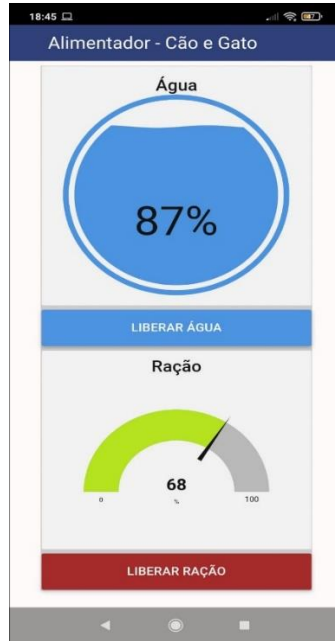 18:45
Alimentador - Cão e Gato
Água
87%
LIBERAR ÁGUA
Ração
68
%
0
100
LIBERAR RAÇÃO